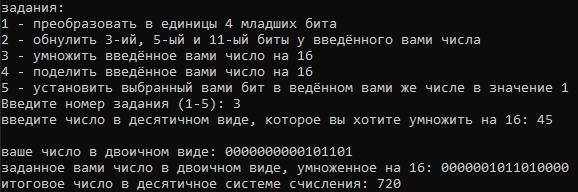 задания:
1 - преобразовать в единицы 4 младших бита
2 - обнулить 3-ий, 5-ый и 11-ый биты у введённого вами числа
3 - умножить введённое вами число на 16
4 - поделить введённое вами число на 16
5 - установить выбранный вами бит в ведённом вами же числе в значение 1
Введите номер задания (1-5): 3
введите число в десятичном виде, которое вы хотите умножить на 16: 45
ваше число в двоичном виде: 0000000000101101
заданное вами число в двоичном виде, умноженное на 16: 0000001011010000
итоговое число в десятичное системе счисления: 720